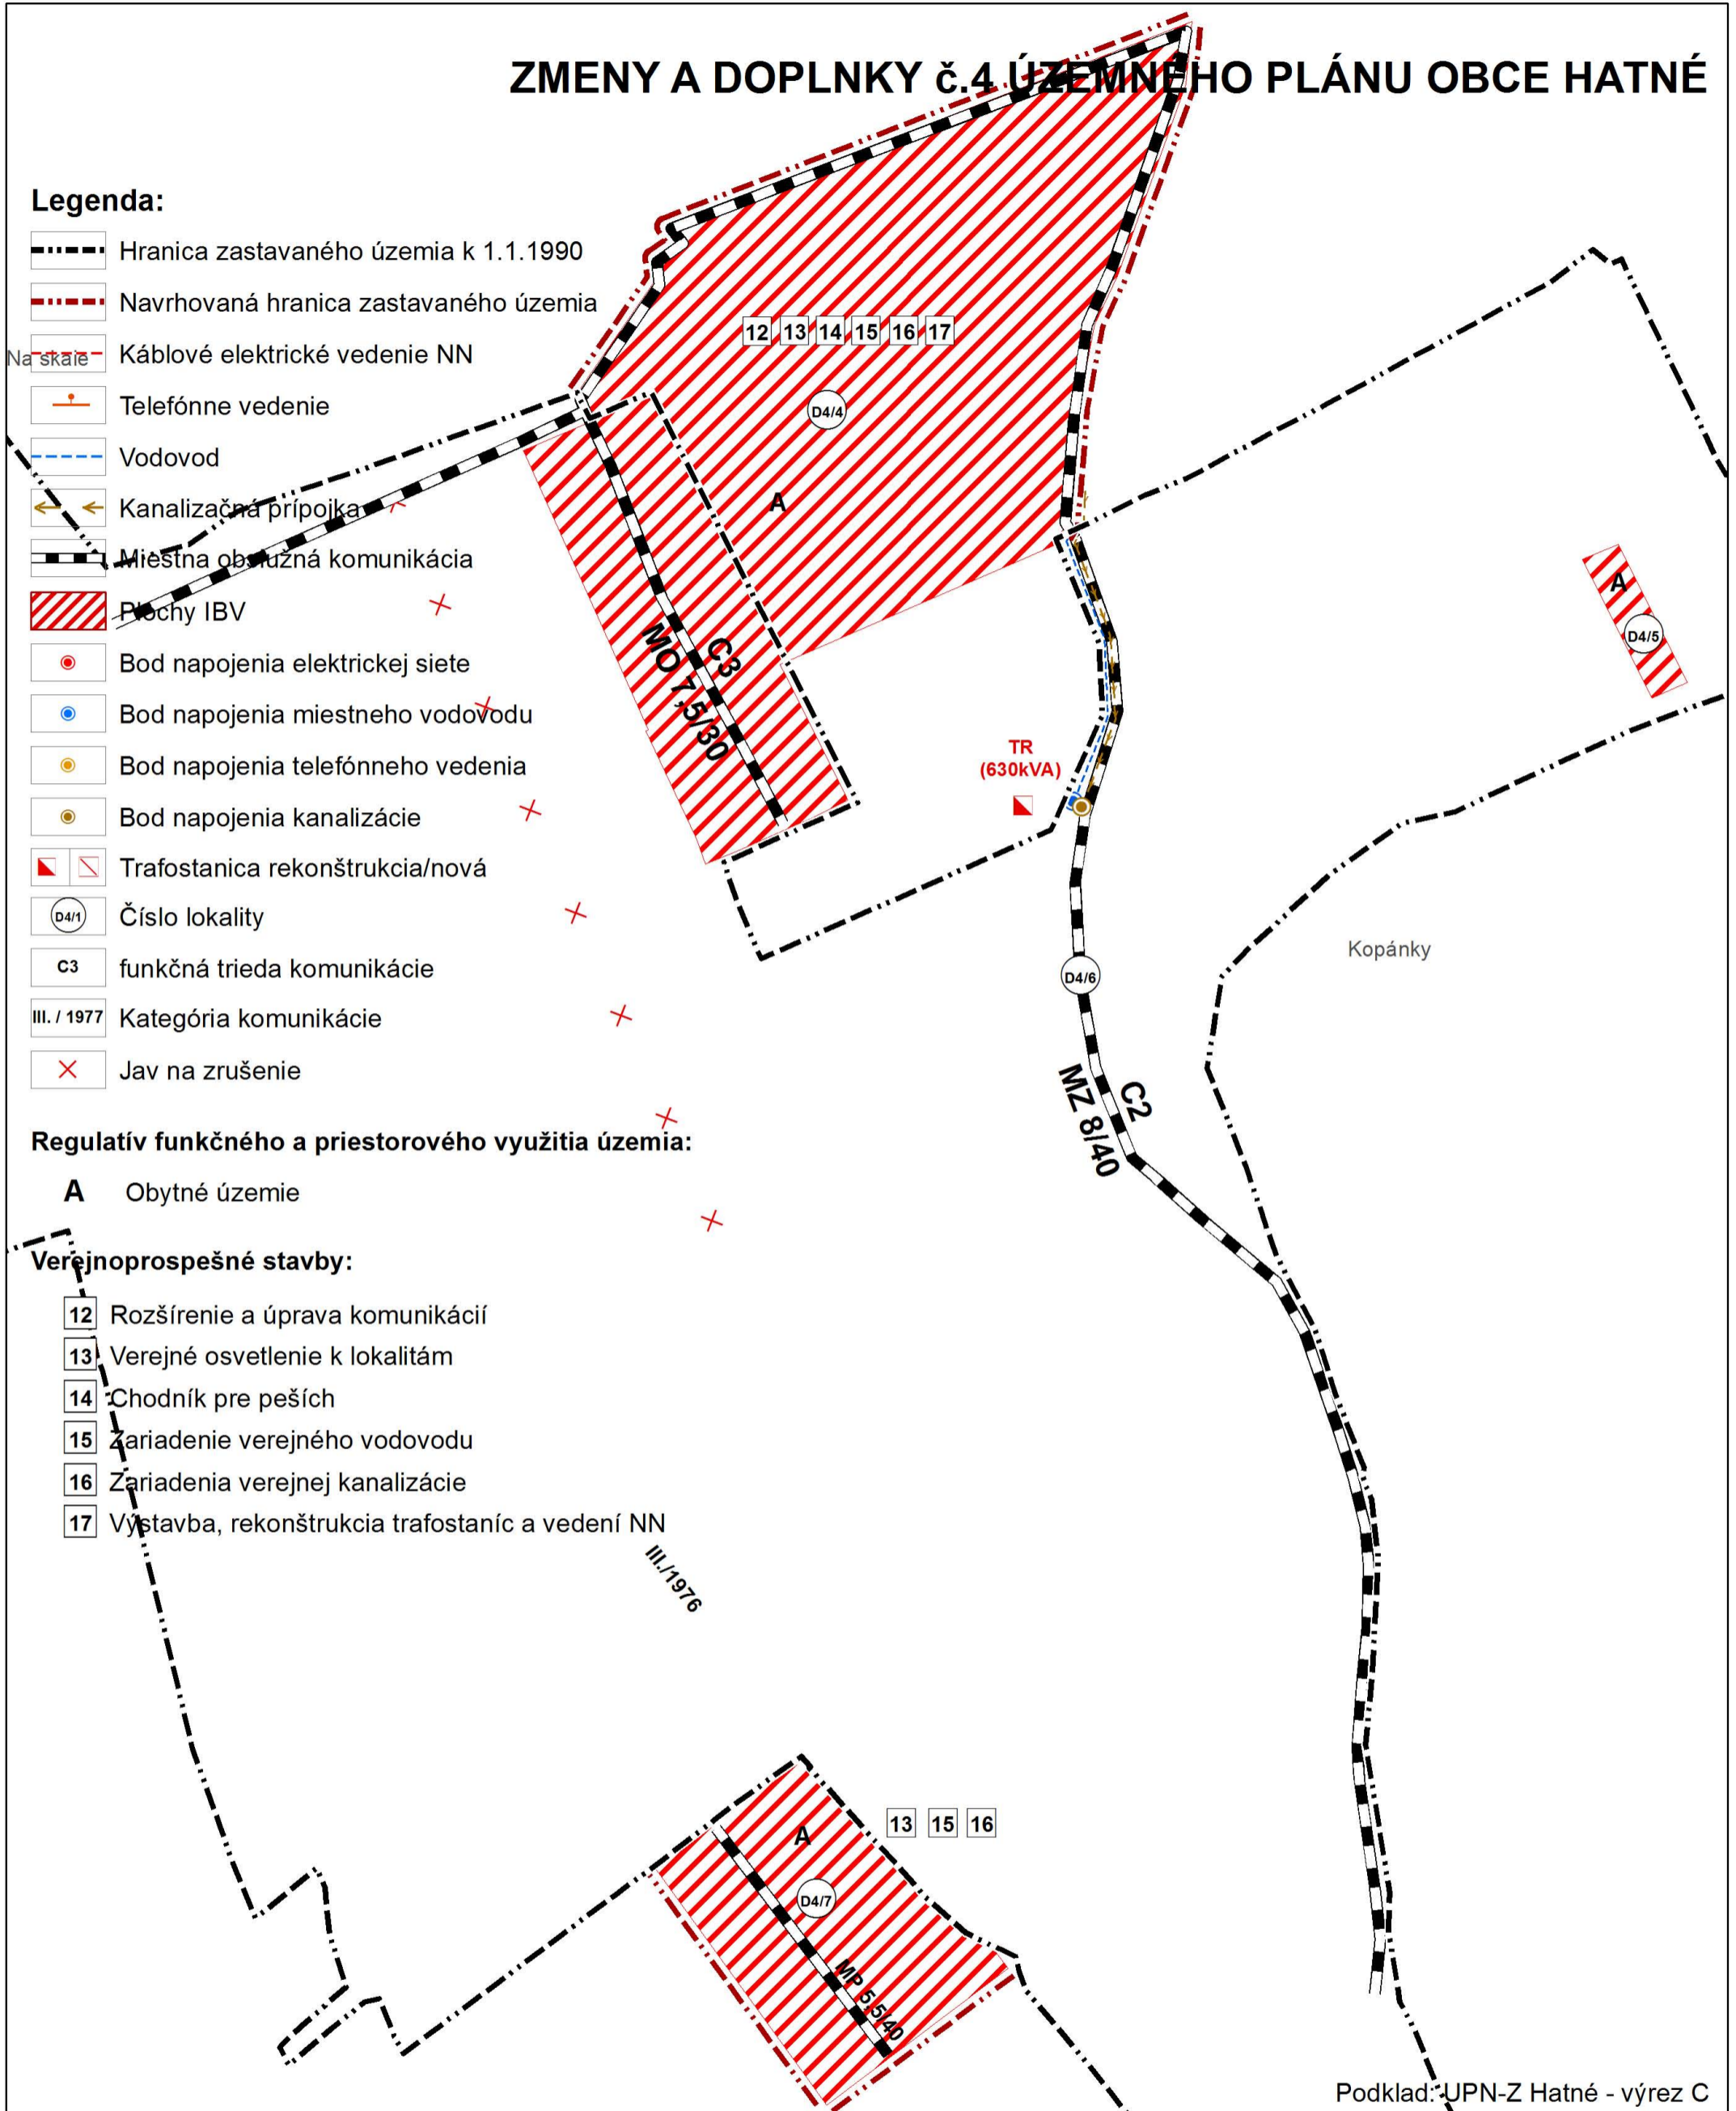 ZMENY A DOPLNKY č.4 ÚZEMNÉHO PLÁNU OBCE HATNÉ
Legenda:
Hranica zastavaného územia k 1.1.1990
Navrhovaná hranica zastavaného územia
Na skale
Káblové elektrické vedenie NN
Telefónne vedenie
Vodovod
Kanalizačná prípojka
Miestna obslužná komunikácia
Plochy IBV
Bod napojenia elektrickej siete
Bod napojenia miestneho vodovodu
Bod napojenia telefónneho vedenia
Bod napojenia kanalizácie
Trafostanica rekonštrukcia/nová
D4/1 Číslo lokality
C3 funkčná trieda komunikácie
III. / 1977 Kategória komunikácie
Jav na zrušenie
Regulatív funkčného a priestorového využitia územia:
A Obytné územie
Verejnoprospešné stavby:
12 Rozšírenie a úprava komunikácií
13 Verejné osvetlenie k lokalitám
14 Chodník pre peších
15 Zariadenie verejného vodovodu
16 Zariadenia verejnej kanalizácie
17 Výstavba, rekonštrukcia trafostaníc a vedení NN
12 13 14 15 16 17
D4/4
A
C3
MO 7,5/30
TR
(630kVA)
A
D4/5
Kopánky
D4/6
C2
MZ 8/40
III./1976
13 15 16
A
D4/7
MP 5,5/40
Podklad: UPN-Z Hatné - výrez C